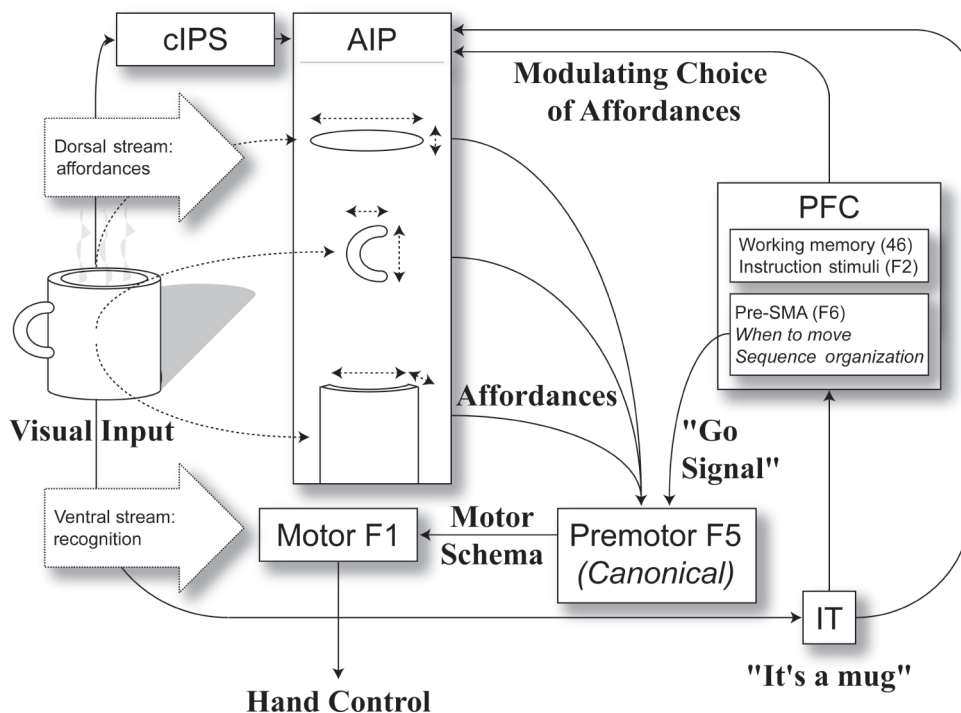 cIPS
AIP
Modulating Choice
of Affordances
Dorsal stream:
affordances
PFC
Working memory (46)
Instruction stimuli (F2)
Pre-SMA (F6)
When to move
Sequence organization
Visual Input
Affordances
"Go
Signal"
Ventral stream:
recognition
Motor F1
Motor
Schema
Premotor F5
(Canonical)
IT
"It's a mug"
Hand Control